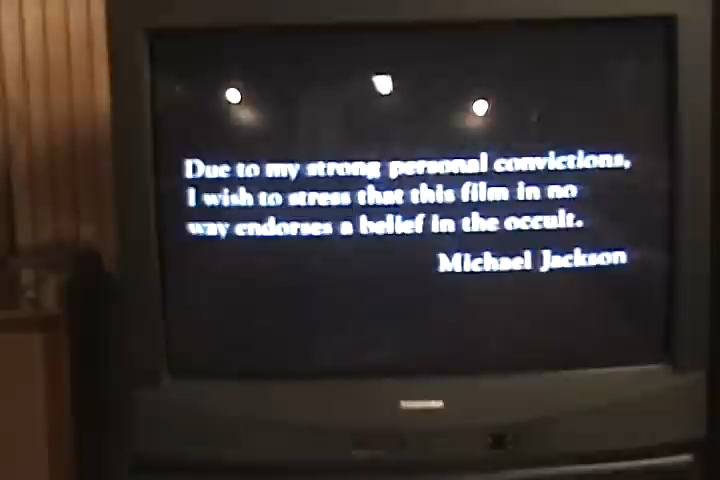 Due to my strong personal convictions,
I wish to stress that this film in no
way endorses a belief in the occult.
Michael Jackson
TOSHIBA